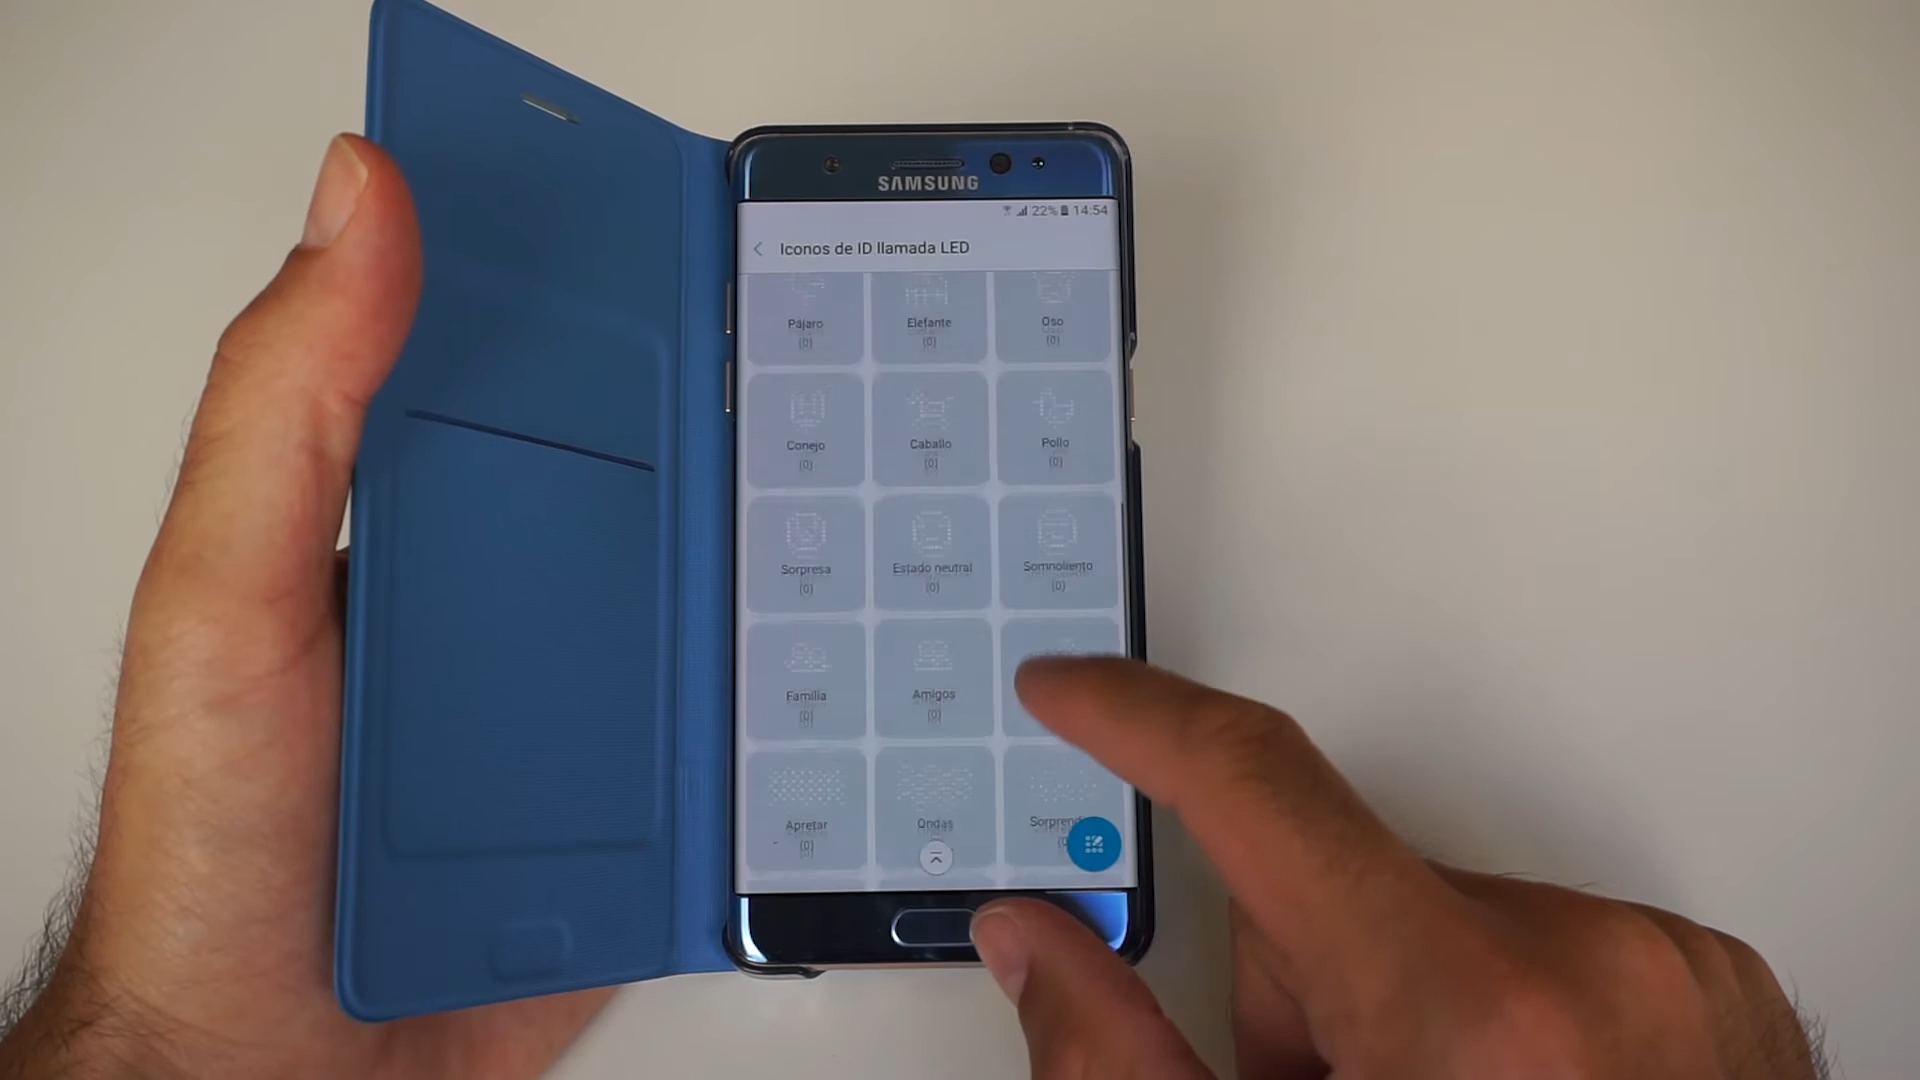 SAMSUNG
22% 14:54
Iconos de ID llamada LED
Pájaro Elefante Oso
(0) (0) (0)
Conejo Caballo Pollo
(0) (0) (0)
Sorpresa Estado neutral Somnoliento
(0) (0) (0)
Familia Amigos
(0) (0)
Apretar Ondas
(0)